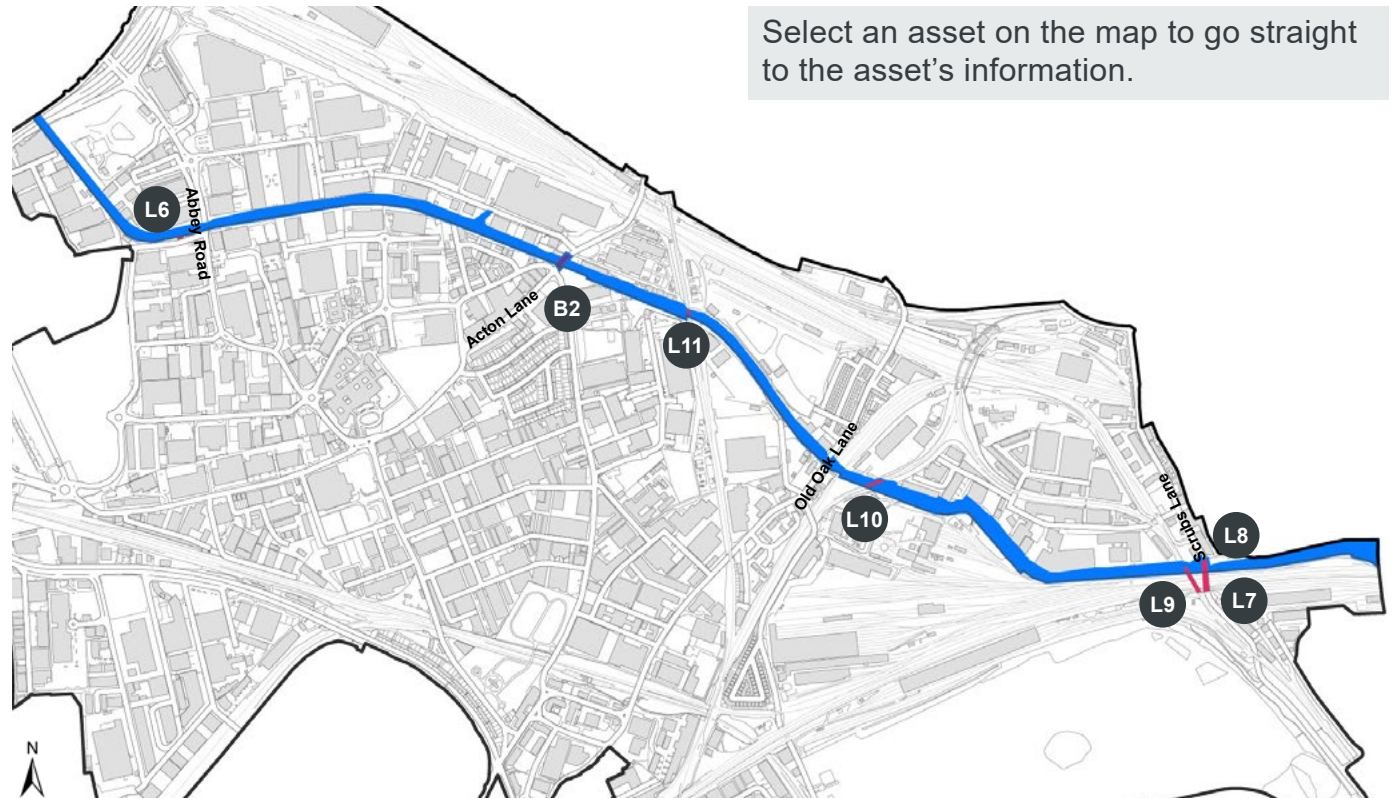 Select an asset on the map to go straight
to the asset's information.
L6
Abbey Road
B2
Acton Lane
L11
Old Oak Lane
L10
Scrubs Lane
L8
L9
L7
N